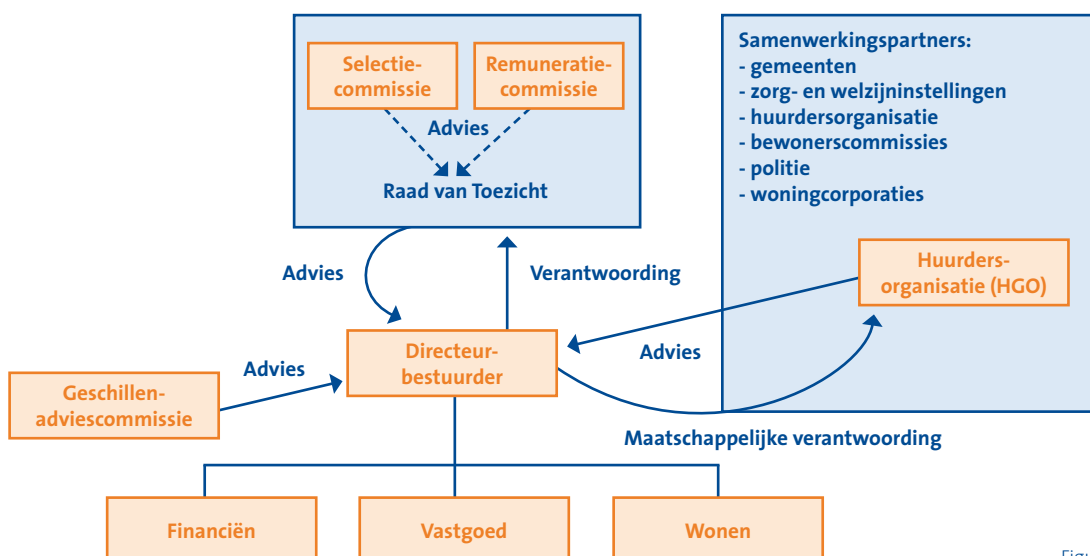 Selectie-
commissie
Remuneratie-
commissie
Advies
Raad van Toezicht
Samenwerkingspartners:
- gemeenten
- zorg- en welzijninstellingen
- huurdersorganisatie
- bewonerscommissies
- politie
- woningcorporaties
Huurders-
organisatie (HGO)
Advies
Verantwoording
Directeur-
bestuurder
Advies
Advies
Geschillen-
adviescommissie
Maatschappelijke verantwoording
Financiën
Vastgoed
Wonen